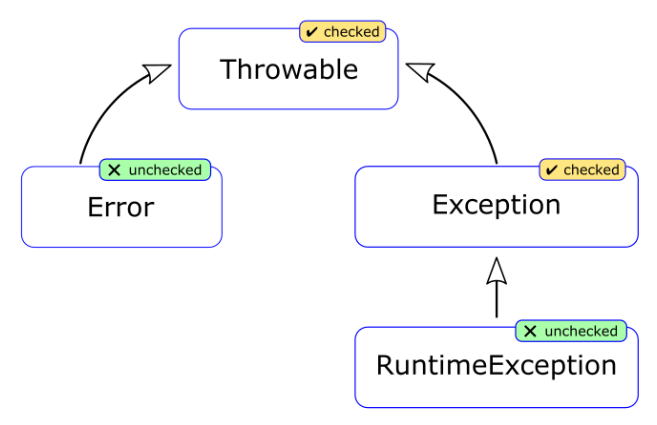 ✔ checked
Throwable
✕ unchecked
Error
✔ checked
Exception
✕ unchecked
RuntimeException